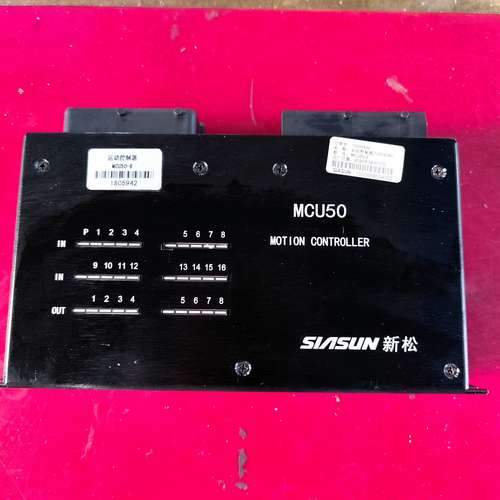 运动控制器
MCU50-8
1805942
SIASUN
MCU50
MOTION CONTROLLER
IN P 1 2 3 4 5 6 7 8
IN 9 10 11 12 13 14 15 16
OUT 1 2 3 4 5 6 7 8
SIASUN 新松